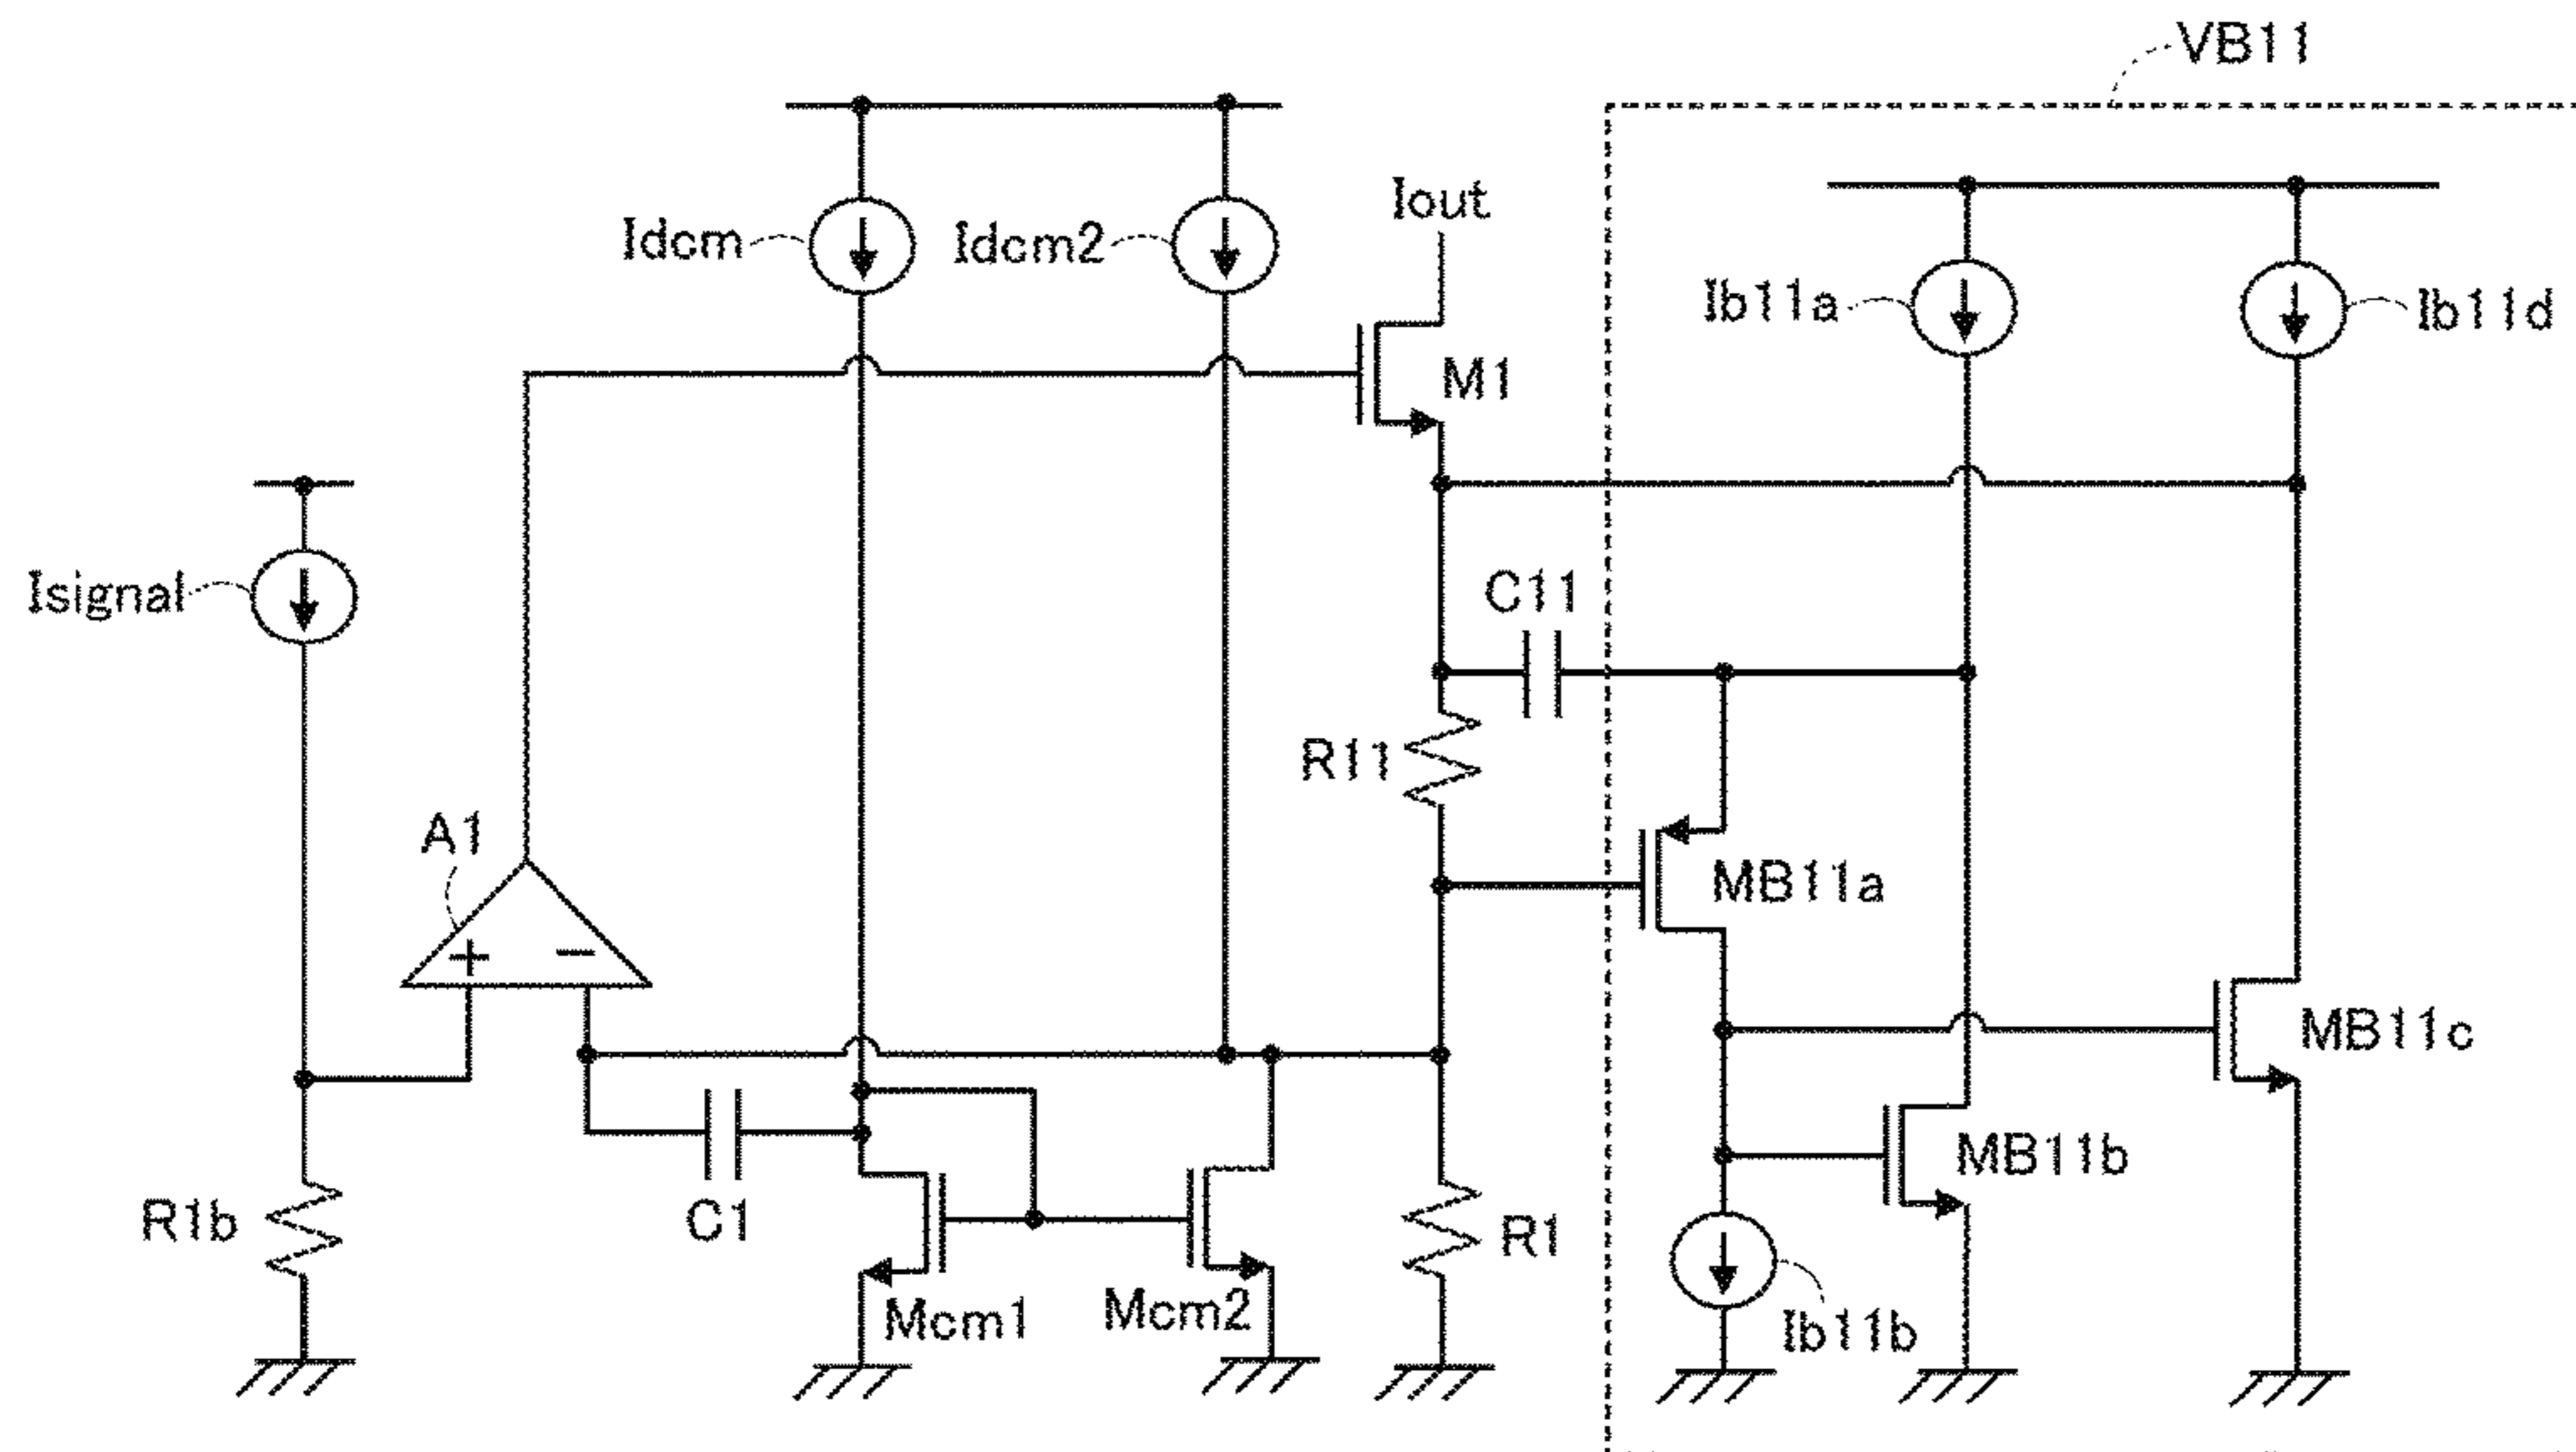 VB11
Iout
Idcm
Idcm2
Ib11a
Ib11d
M1
Isignal
C11
R11
A1
+
−
MB11a
MB11c
MB11b
R1b
C1
R1
Mcm1
Mcm2
Ib11b